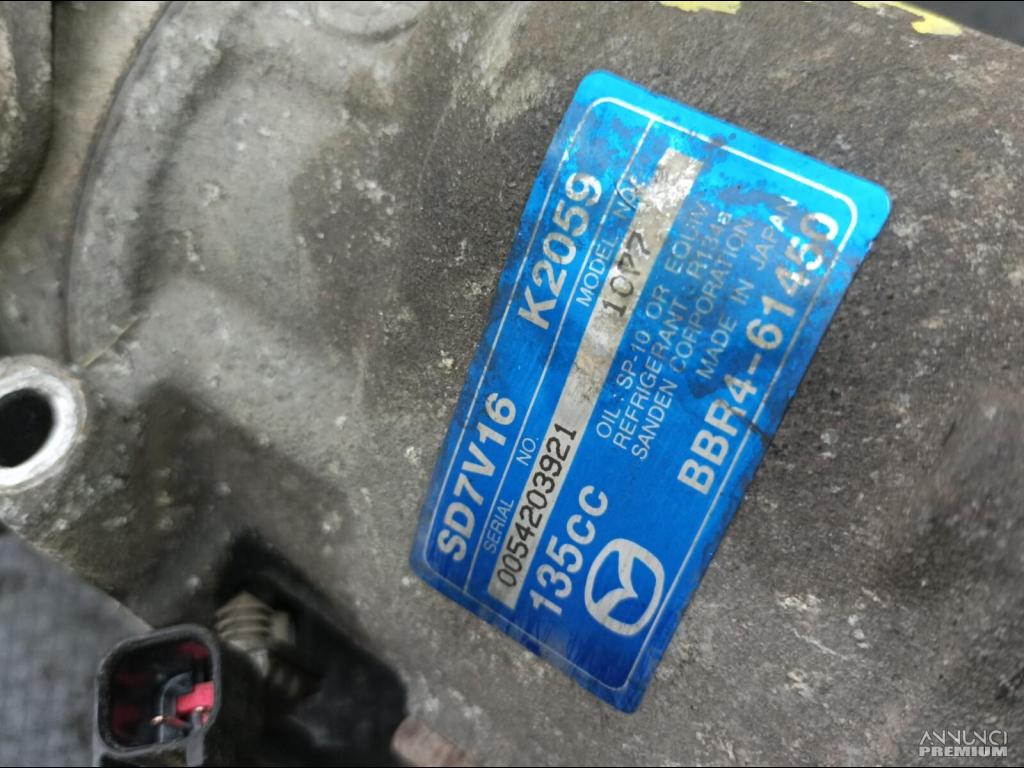 SD7V16 K2059
SERIAL NO. MODEL NO.
0054203921 10P7
135CC
OIL : SP-10 OR EQUIV.
REFRIGERANT : R134a
SANDEN CORPORATION
MADE IN JAPAN
BBR4-61450
ANNUNCI
PREMIUM